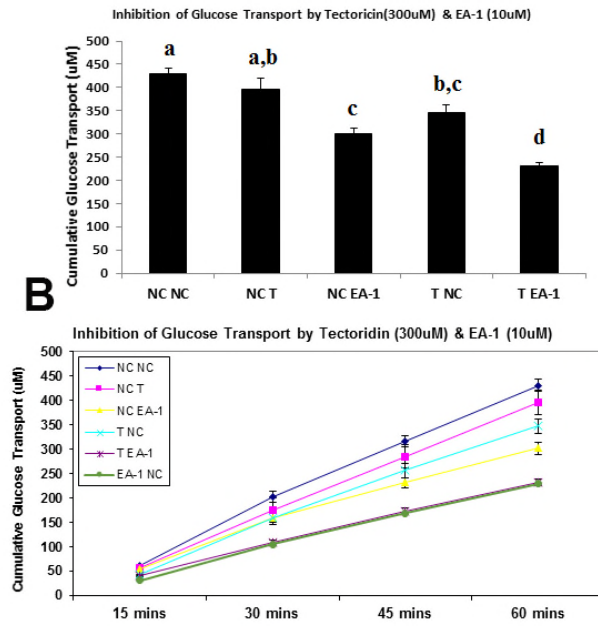 Inhibition of Glucose Transport by Tectoricin(300uM) & EA-1 (10uM)
Cumulative Glucose Transport (uM)
500
450
400
350
300
250
200
150
100
50
0
a
a,b
c
b,c
d
NC NC
NC T
NC EA-1
T NC
T EA-1
B
Inhibition of Glucose Transport by Tectoridin (300uM) & EA-1 (10uM)
Cumulative Glucose Transport (uM)
500
450
400
350
300
250
200
150
100
50
0
NC NC
NC T
NC EA-1
T NC
T EA-1
EA-1 NC
15 mins
30 mins
45 mins
60 mins